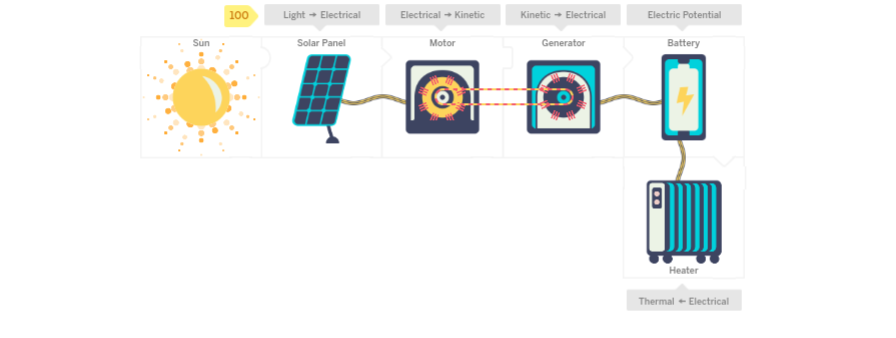 100
Light → Electrical
Electrical → Kinetic
Kinetic → Electrical
Electric Potential
Sun
Solar Panel
Motor
Generator
Battery
Heater
Thermal ← Electrical